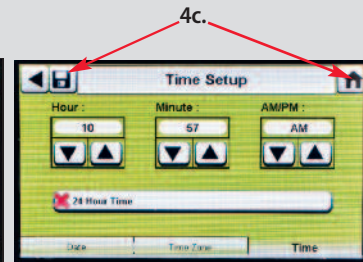 4c.
Time Setup
Hour : Minute : AM/PM :
10 57 AM
24 Hour Time
Date Time Zone Time